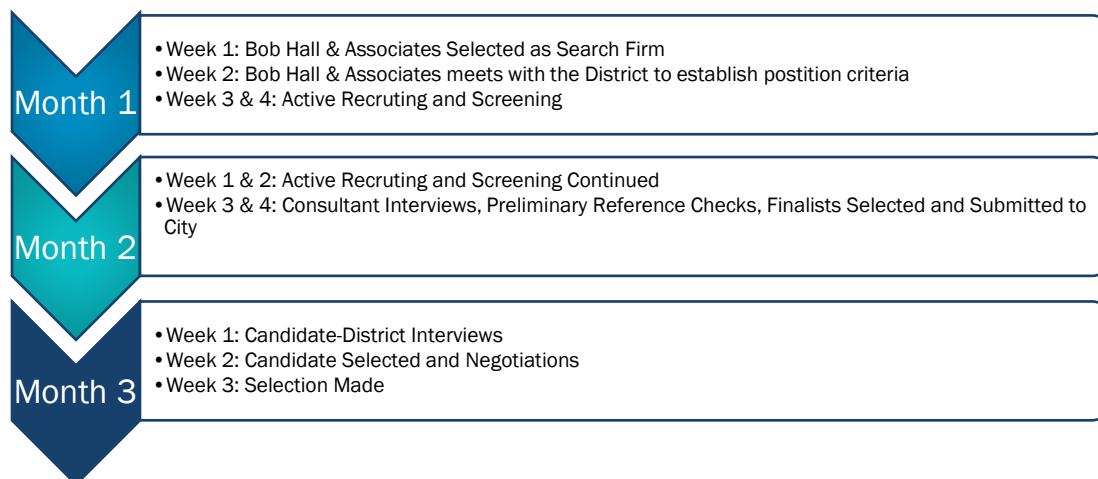 Month 1
•Week 1: Bob Hall & Associates Selected as Search Firm
•Week 2: Bob Hall & Associates meets with the District to establish postition criteria
•Week 3 & 4: Active Recruting and Screening
Month 2
•Week 1 & 2: Active Recruting and Screening Continued
•Week 3 & 4: Consultant Interviews, Preliminary Reference Checks, Finalists Selected and Submitted to
City
Month 3
•Week 1: Candidate-District Interviews
•Week 2: Candidate Selected and Negotiations
•Week 3: Selection Made